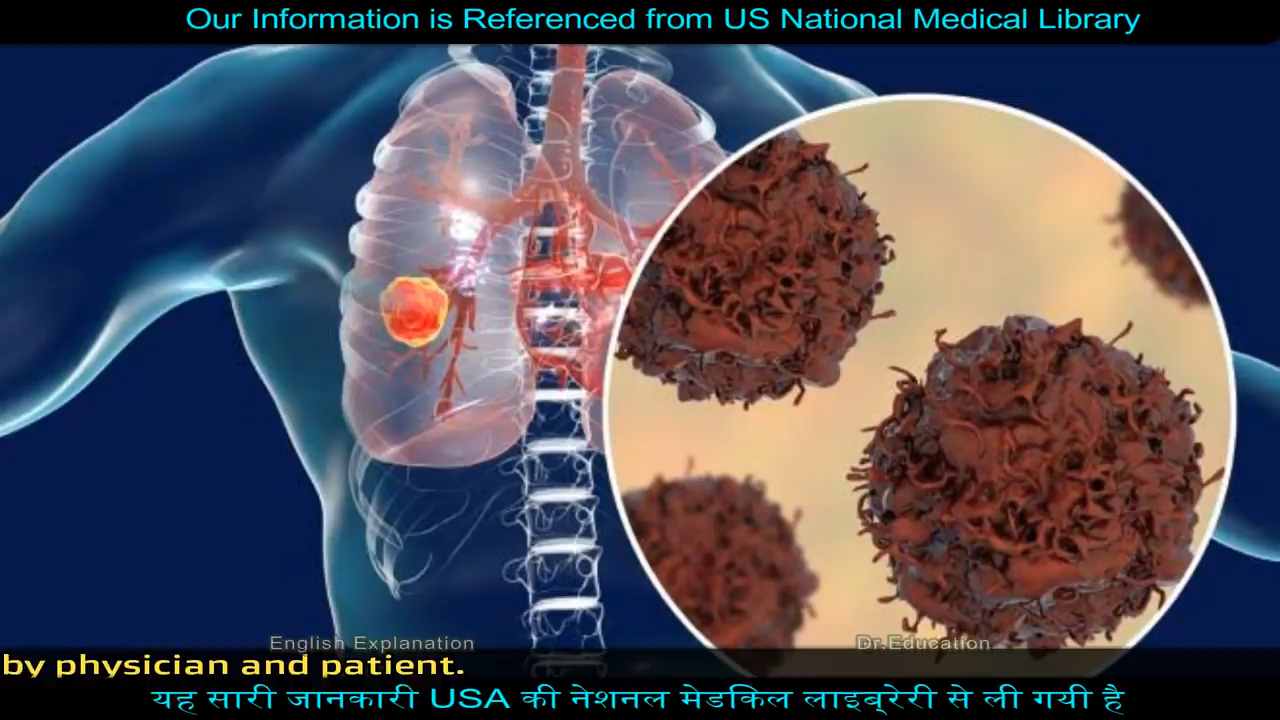 Our Information is Referenced from US National Medical Library
English Explanation
Dr.Education
by physician and patient.
यह सारी जानकारी USA की नेशनल मेडकिल लाइब्रेरी से ली गयी है